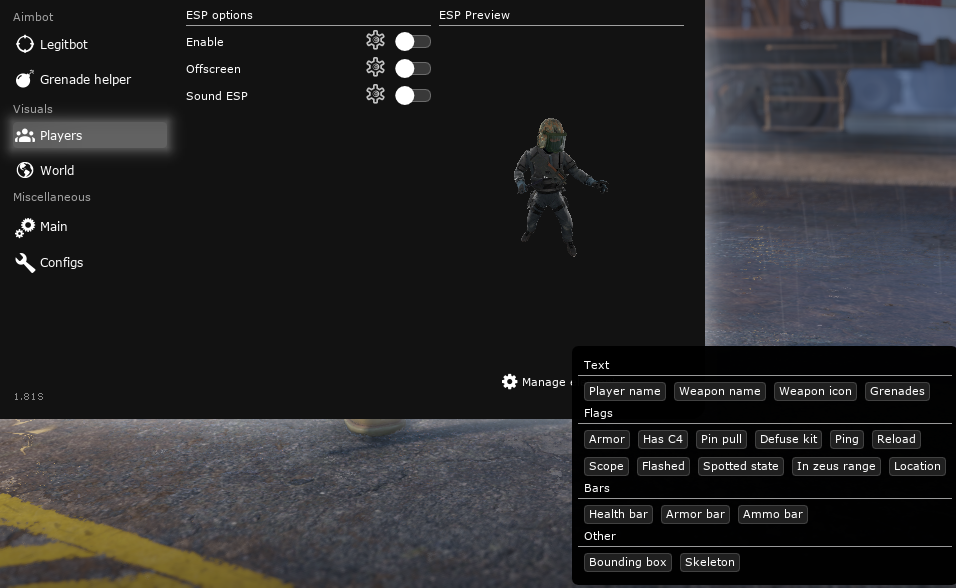 Aimbot
Legitbot
Grenade helper
Visuals
Players
World
Miscellaneous
Main
Configs
1.81S
ESP options
Enable
Offscreen
Sound ESP
ESP Preview
Manage
Text
Player name Weapon name Weapon icon Grenades
Flags
Armor Has C4 Pin pull Defuse kit Ping Reload
Scope Flashed Spotted state In zeus range Location
Bars
Health bar Armor bar Ammo bar
Other
Bounding box Skeleton